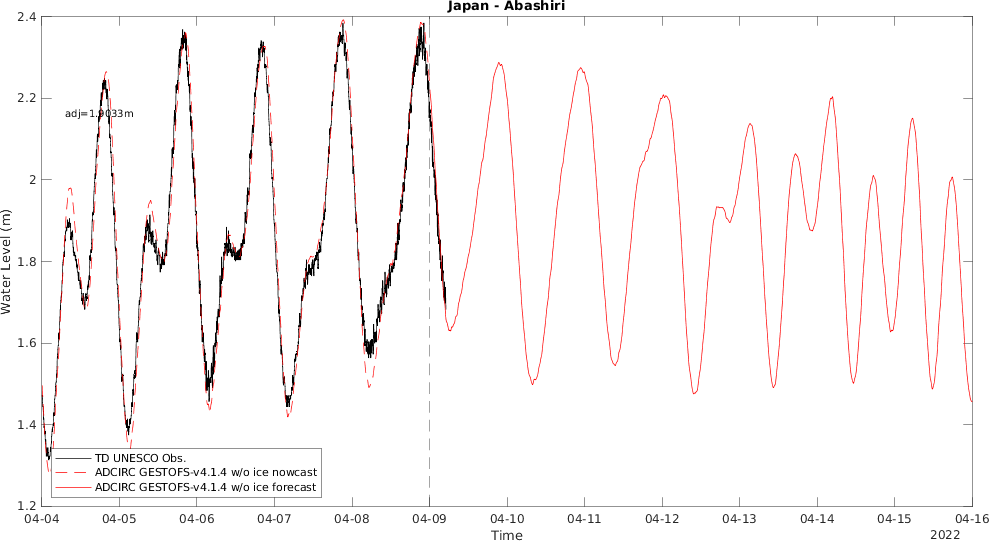 Japan - Abashiri
2.4
2.2
2
1.8
1.6
1.4
1.2
Water Level (m)
adj=1.9033m
TD UNESCO Obs.
ADCIRC GESTOFS-v4.1.4 w/o ice nowcast
ADCIRC GESTOFS-v4.1.4 w/o ice forecast
04-04 04-05 04-06 04-07 04-08 04-09 04-10 04-11 04-12 04-13 04-14 04-15 04-16
Time
2022